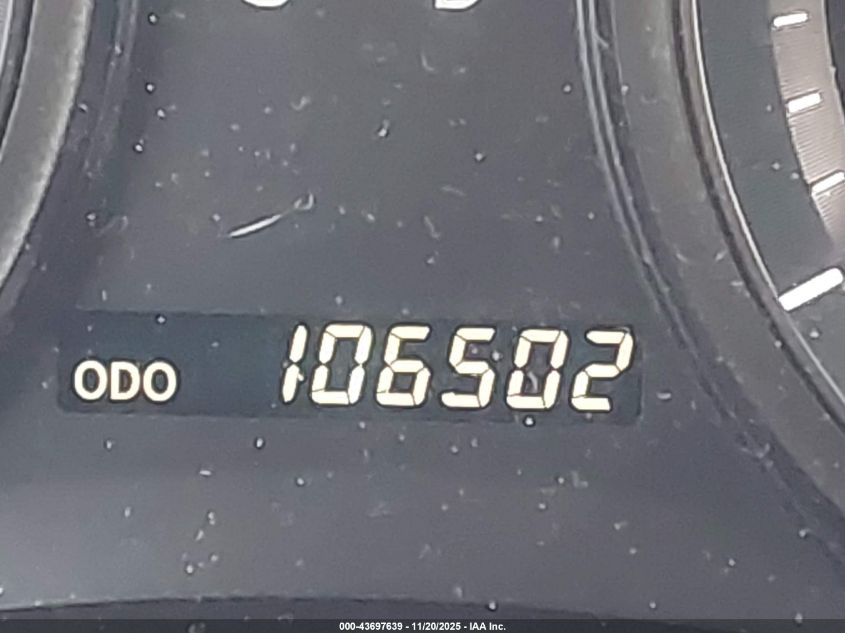 ODO 106502
000-43697639 - 11/20/2025 - IAA Inc.